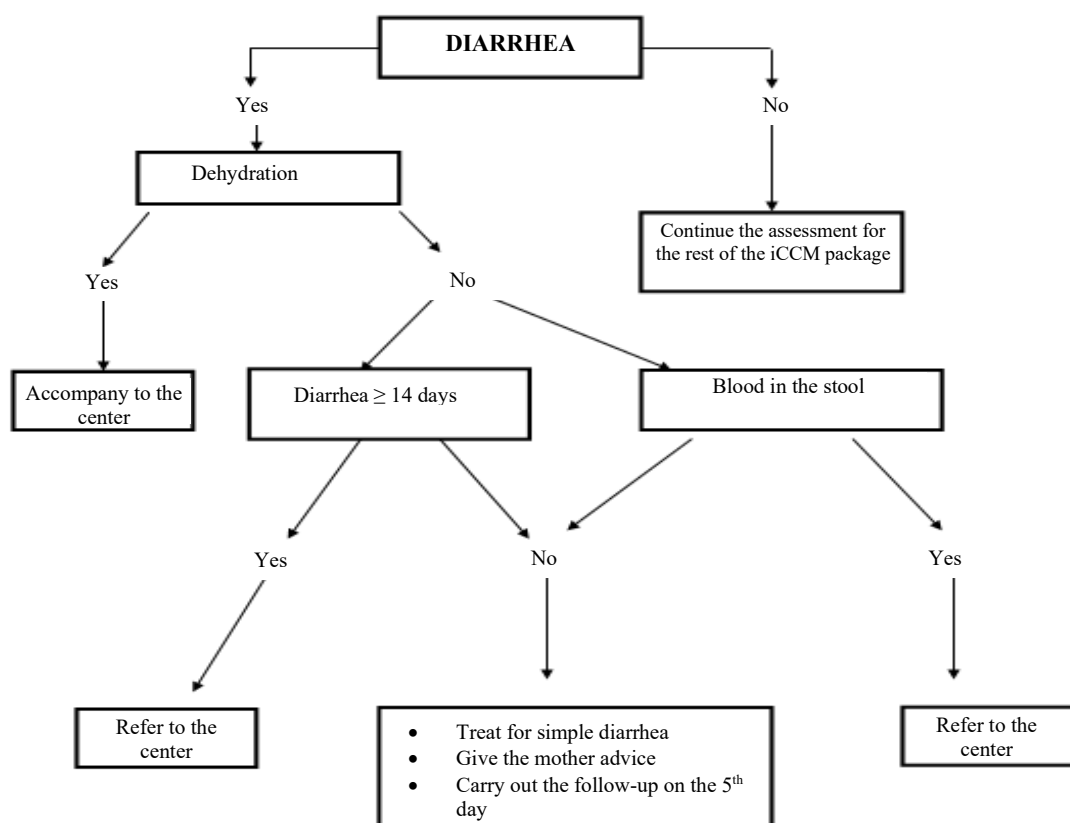 DIARRHEA
Yes
No
Dehydration
Continue the assessment for
the rest of the iCCM package
Yes
No
Accompany to the
center
Diarrhea ≥ 14 days
Blood in the stool
Yes
No
Yes
Refer to the
center
• Treat for simple diarrhea
• Give the mother advice
• Carry out the follow-up on the 5th
day
Refer to the
center